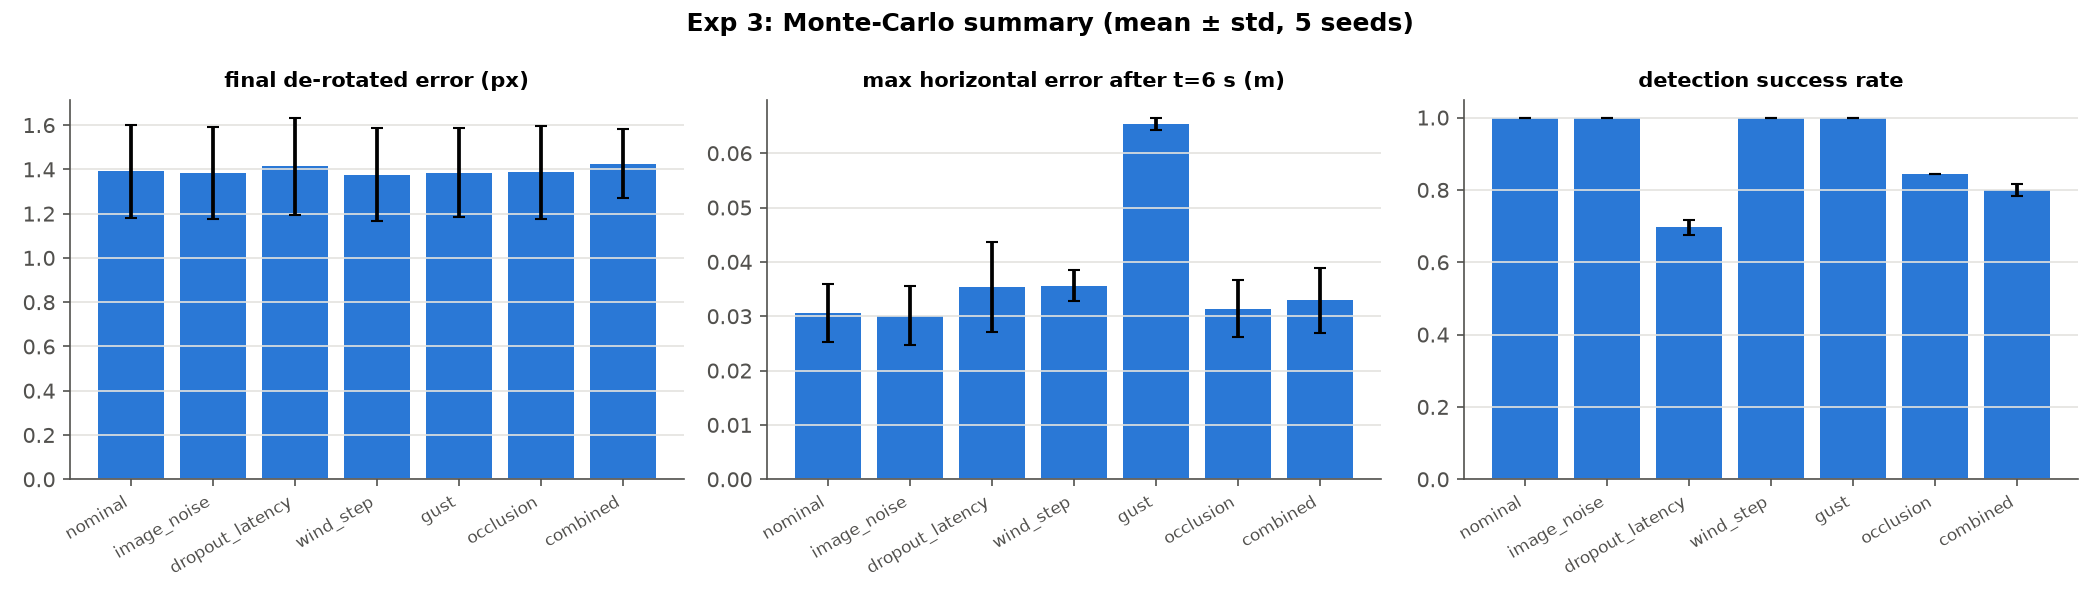 Exp 3: Monte-Carlo summary (mean ± std, 5 seeds)
final de-rotated error (px)
1.6
1.4
1.2
1.0
0.8
0.6
0.4
0.2
0.0
nominal
image_noise
dropout_latency
wind_step
gust
occlusion
combined
max horizontal error after t=6 s (m)
0.06
0.05
0.04
0.03
0.02
0.01
0.00
nominal
image_noise
dropout_latency
wind_step
gust
occlusion
combined
detection success rate
1.0
0.8
0.6
0.4
0.2
0.0
nominal
image_noise
dropout_latency
wind_step
gust
occlusion
combined